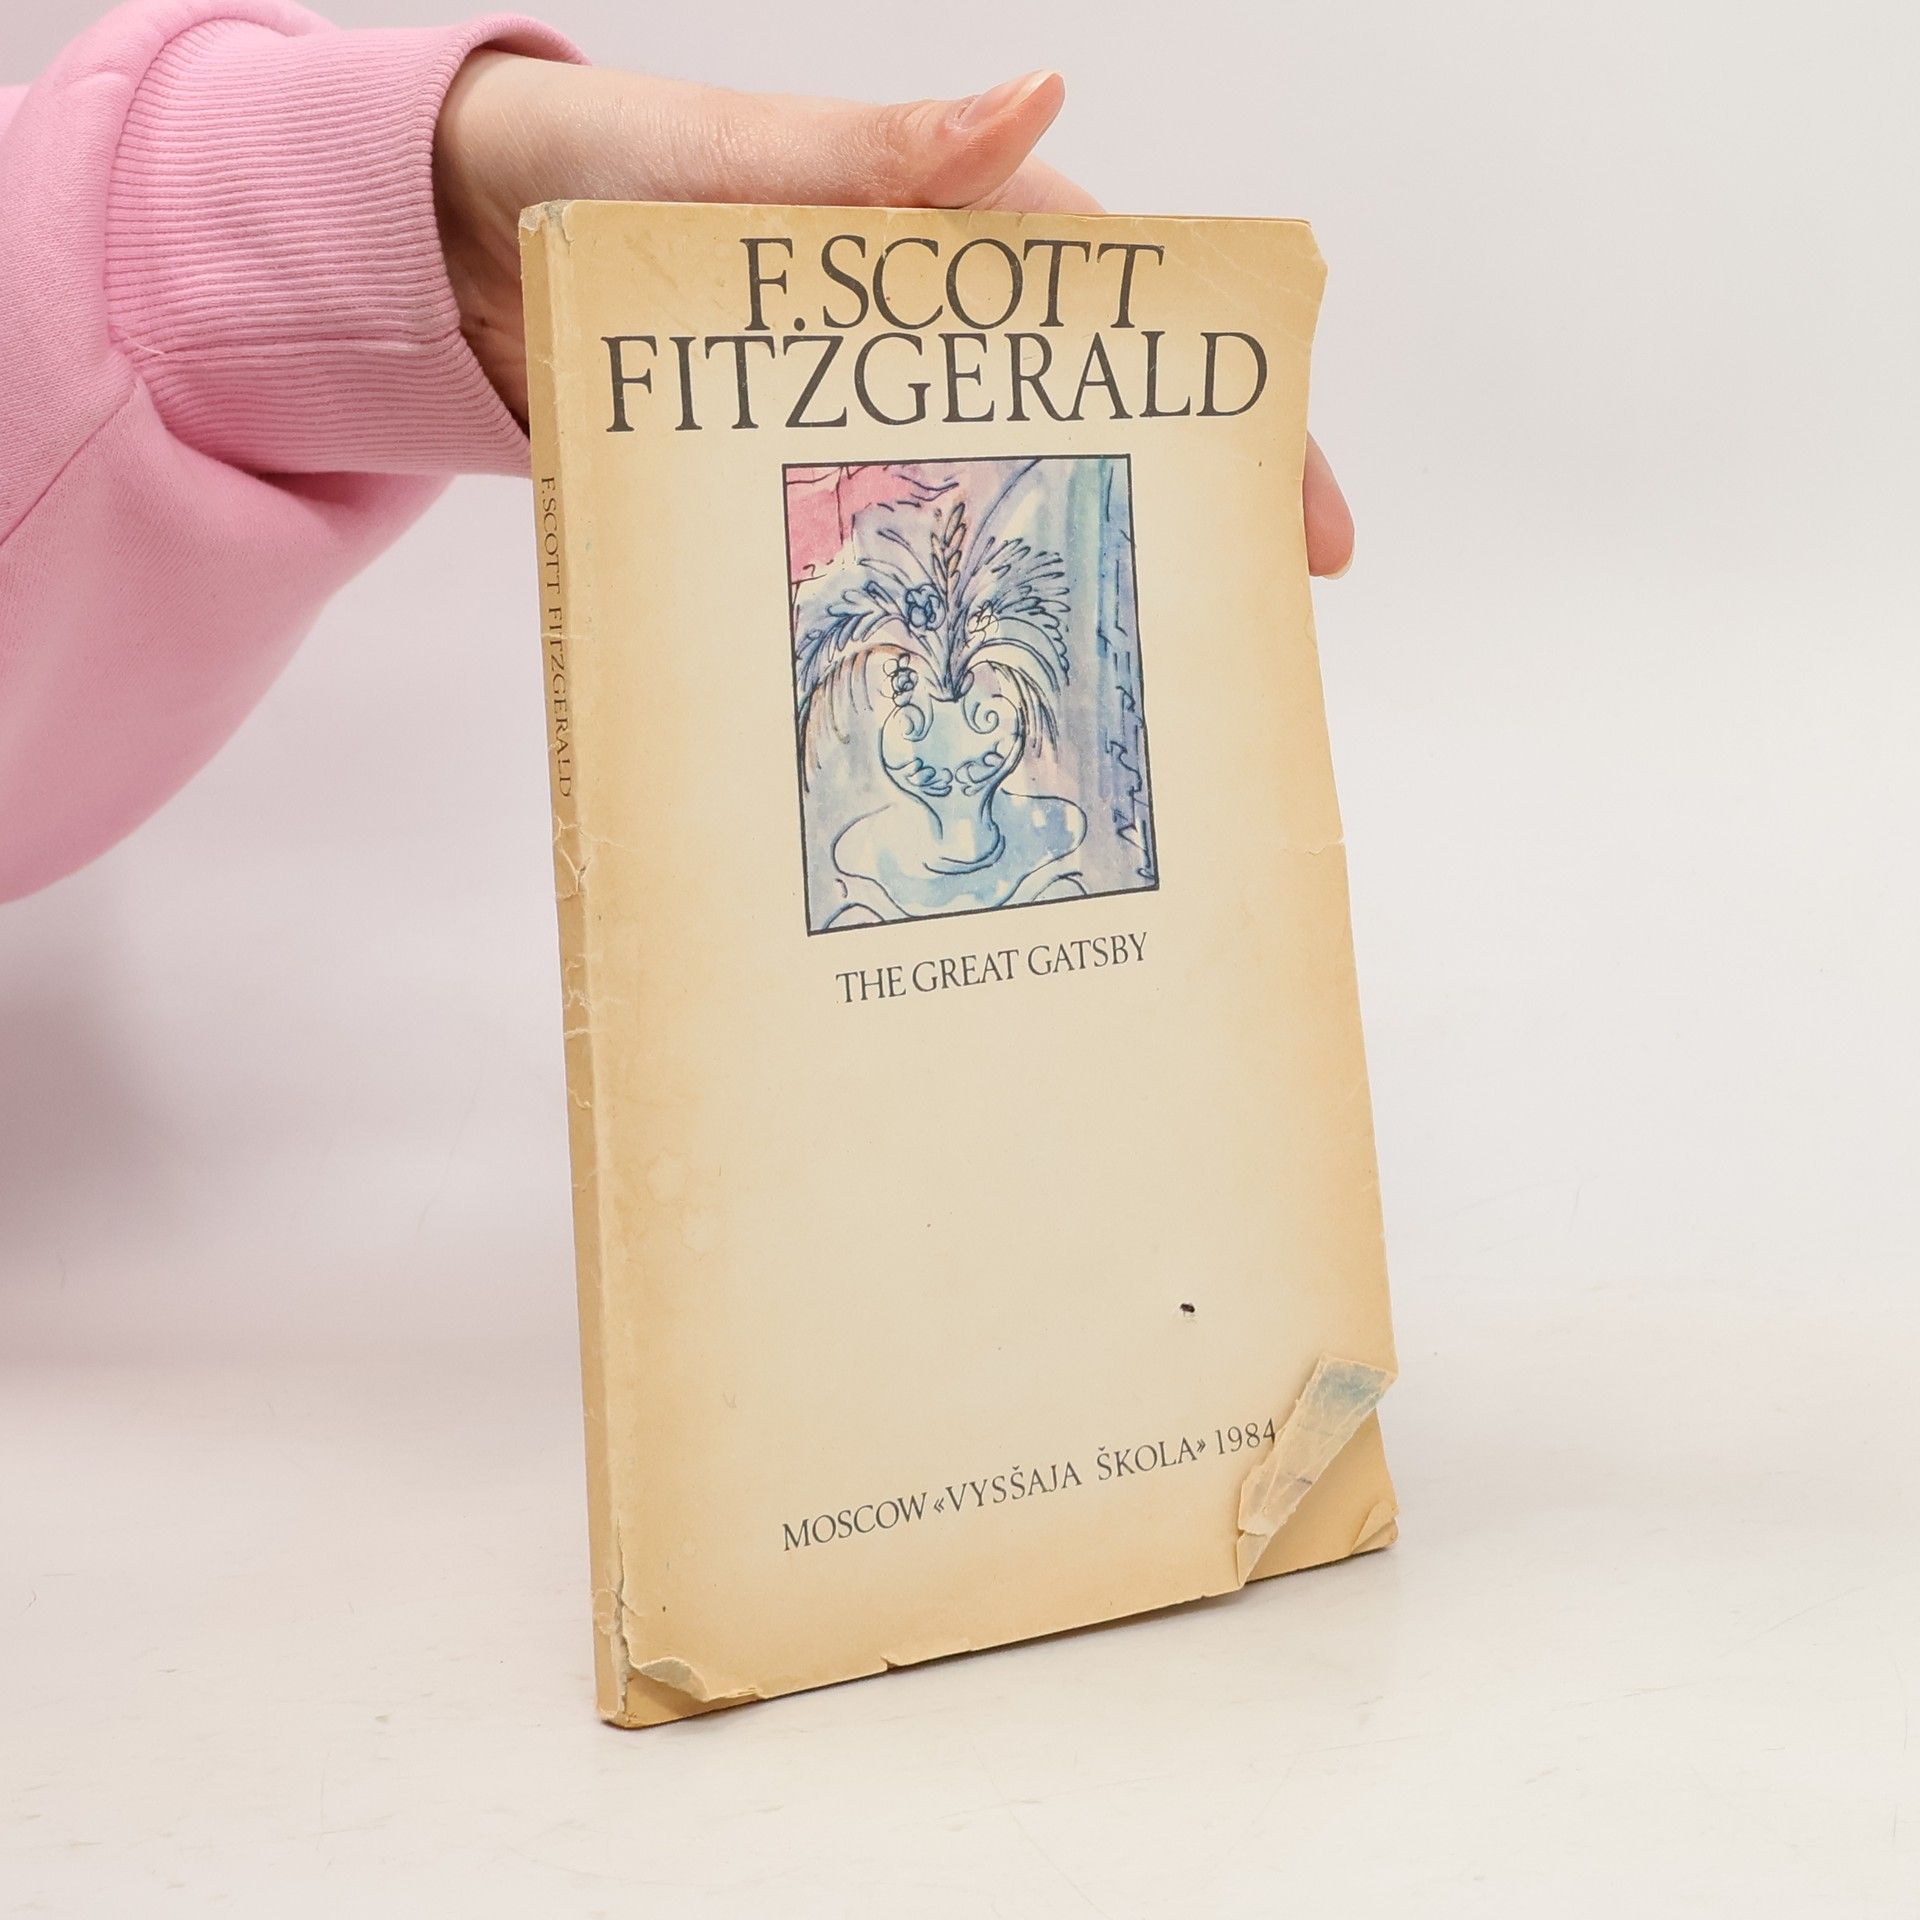 F. SCOTT
FITZGERALD
F. SCOTT FITZGERALD
THE GREAT GATSBY
MOSCOW «VYSŠAJA ŠKOLA» 1984